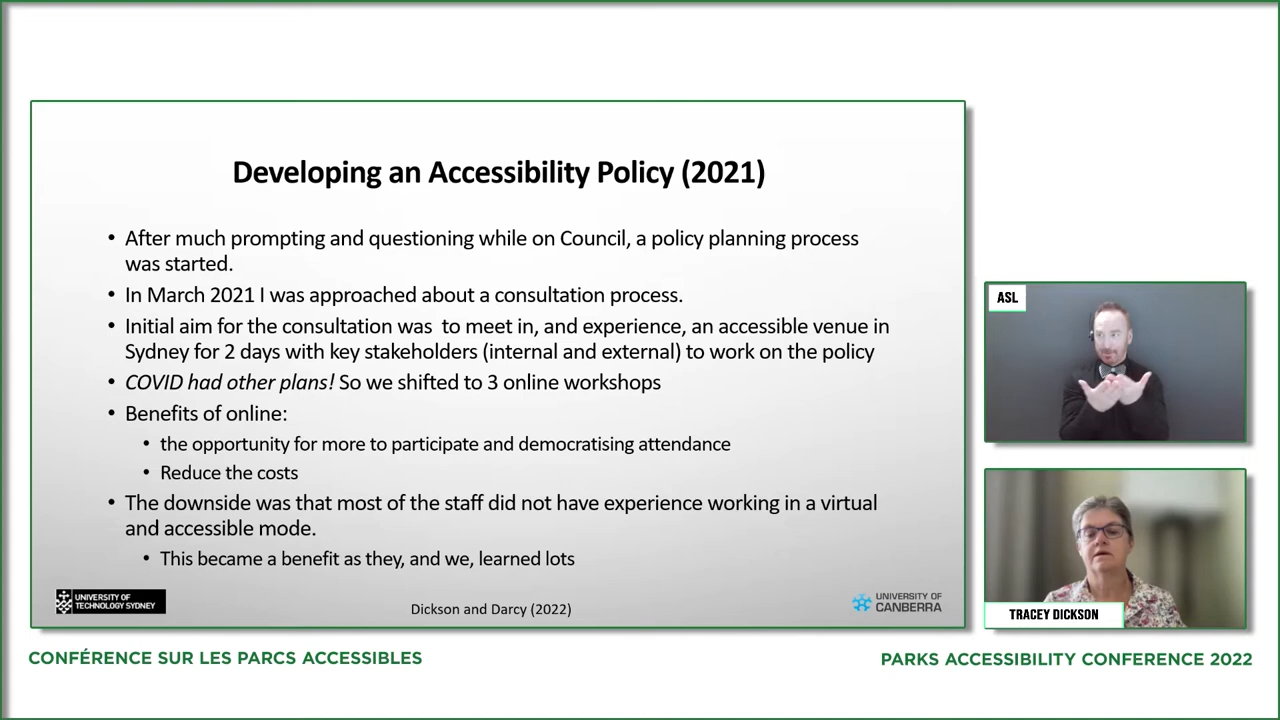 Developing an Accessibility Policy (2021)
• After much prompting and questioning while on Council, a policy planning process
was started.
• In March 2021 I was approached about a consultation process.
• Initial aim for the consultation was to meet in, and experience, an accessible venue in
Sydney for 2 days with key stakeholders (internal and external) to work on the policy
• COVID had other plans! So we shifted to 3 online workshops
• Benefits of online:
• the opportunity for more to participate and democratising attendance
• Reduce the costs
• The downside was that most of the staff did not have experience working in a virtual
and accessible mode.
• This became a benefit as they, and we, learned lots
UNIVERSITY OF
TECHNOLOGY SYDNEY
Dickson and Darcy (2022)
UNIVERSITY OF
CANBERRA
ASL
TRACEY DICKSON
CONFÉRENCE SUR LES PARCS ACCESSIBLES
PARKS ACCESSIBILITY CONFERENCE 2022